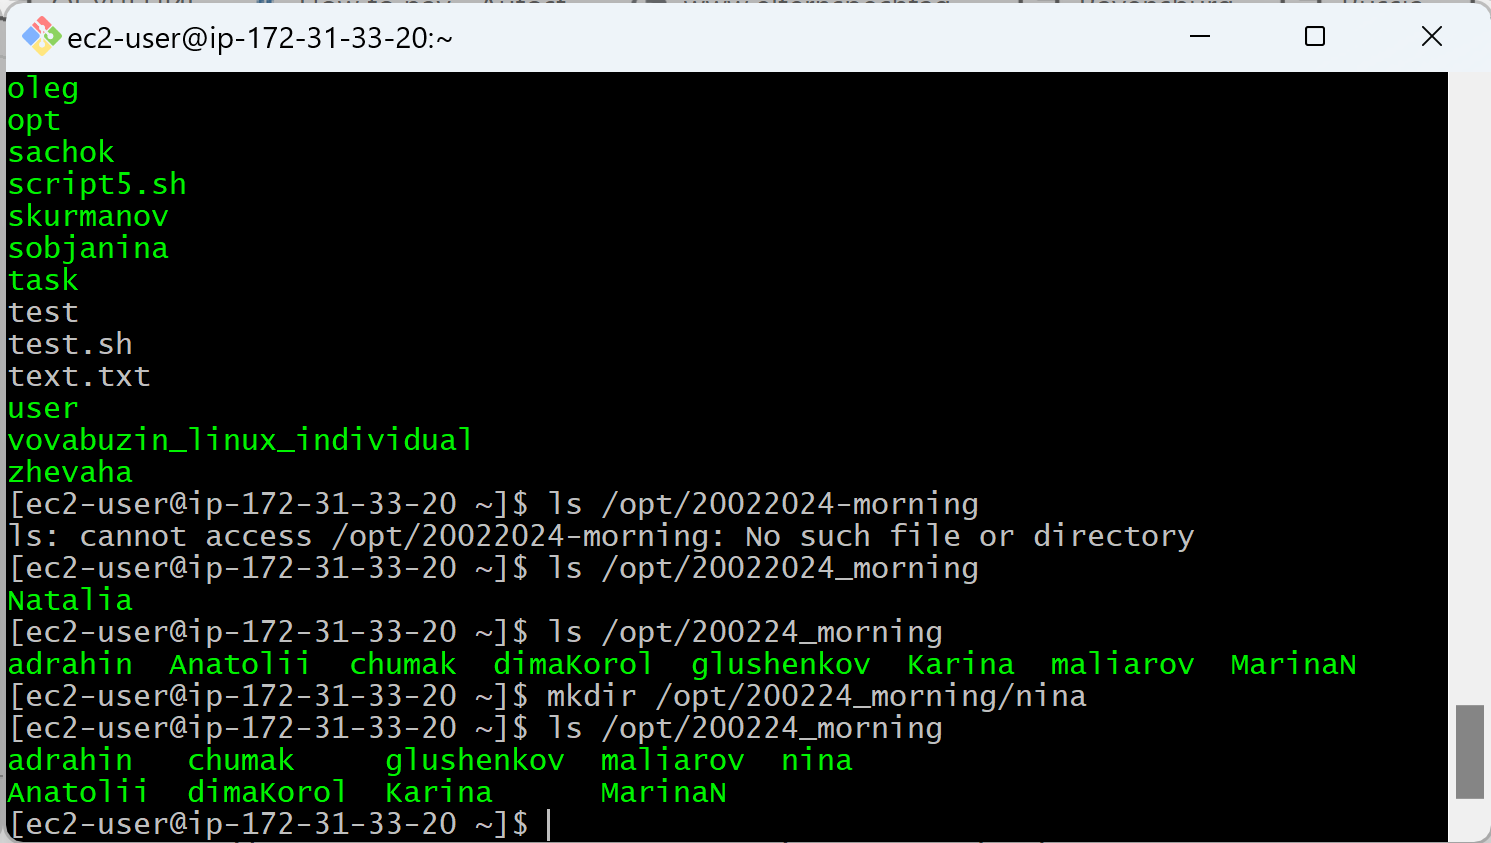 ec2-user@ip-172-31-33-20:~
oleg
opt
sachok
script5.sh
skurmanov
sobjanina
task
test
test.sh
text.txt
user
vovabuzin_linux_individual
zhevaha
[ec2-user@ip-172-31-33-20 ~]$ ls /opt/20022024-morning
ls: cannot access /opt/20022024-morning: No such file or directory
[ec2-user@ip-172-31-33-20 ~]$ ls /opt/20022024_morning
Natalia
[ec2-user@ip-172-31-33-20 ~]$ ls /opt/200224_morning
adrahin  Anatolii  chumak  dimaKorol  glushenkov  Karina  maliarov  MarinaN
[ec2-user@ip-172-31-33-20 ~]$ mkdir /opt/200224_morning/nina
[ec2-user@ip-172-31-33-20 ~]$ ls /opt/200224_morning
adrahin   chumak     glushenkov  maliarov  nina
Anatolii  dimaKorol  Karina      MarinaN
[ec2-user@ip-172-31-33-20 ~]$